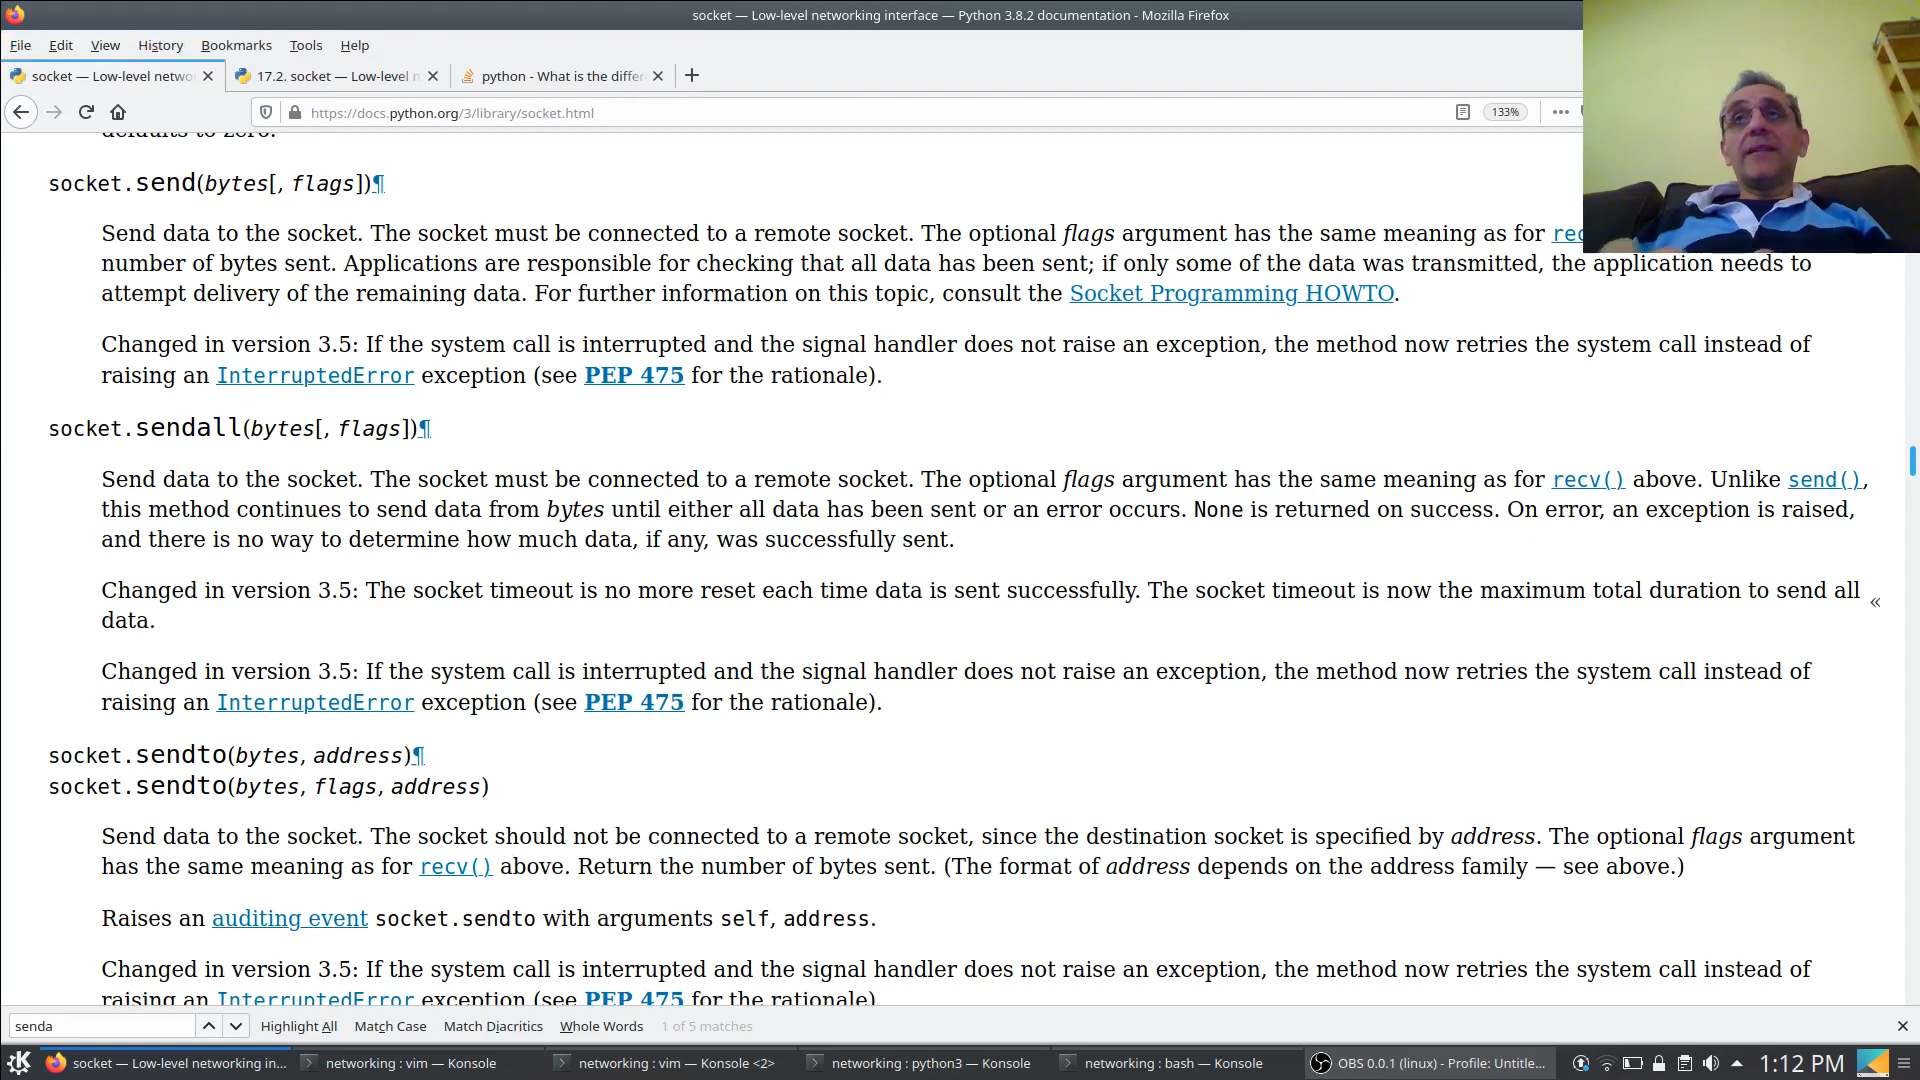 socket — Low-level networking interface — Python 3.8.2 documentation - Mozilla Firefox
File Edit View History Bookmarks Tools Help
socket — Low-level netwo
17.2. socket — Low-level n
python - What is the differ
https://docs.python.org/3/library/socket.html
133%
defaults to zero.
socket.send(bytes[, flags])¶
Send data to the socket. The socket must be connected to a remote socket. The optional flags argument has the same meaning as for rec
number of bytes sent. Applications are responsible for checking that all data has been sent; if only some of the data was transmitted, the application needs to
attempt delivery of the remaining data. For further information on this topic, consult the Socket Programming HOWTO.
Changed in version 3.5: If the system call is interrupted and the signal handler does not raise an exception, the method now retries the system call instead of
raising an InterruptedError exception (see PEP 475 for the rationale).
socket.sendall(bytes[, flags])¶
Send data to the socket. The socket must be connected to a remote socket. The optional flags argument has the same meaning as for recv() above. Unlike send(),
this method continues to send data from bytes until either all data has been sent or an error occurs. None is returned on success. On error, an exception is raised,
and there is no way to determine how much data, if any, was successfully sent.
Changed in version 3.5: The socket timeout is no more reset each time data is sent successfully. The socket timeout is now the maximum total duration to send all
data.
«
Changed in version 3.5: If the system call is interrupted and the signal handler does not raise an exception, the method now retries the system call instead of
raising an InterruptedError exception (see PEP 475 for the rationale).
socket.sendto(bytes, address)¶
socket.sendto(bytes, flags, address)
Send data to the socket. The socket should not be connected to a remote socket, since the destination socket is specified by address. The optional flags argument
has the same meaning as for recv() above. Return the number of bytes sent. (The format of address depends on the address family — see above.)
Raises an auditing event socket.sendto with arguments self, address.
Changed in version 3.5: If the system call is interrupted and the signal handler does not raise an exception, the method now retries the system call instead of
raising an InterruptedError exception (see PEP 475 for the rationale)
senda Highlight All Match Case Match Diacritics Whole Words 1 of 5 matches
socket — Low-level networking in... networking : vim — Konsole networking : vim — Konsole <2> networking : python3 — Konsole networking : bash — Konsole OBS 0.0.1 (linux) - Profile: Untitle... 1:12 PM